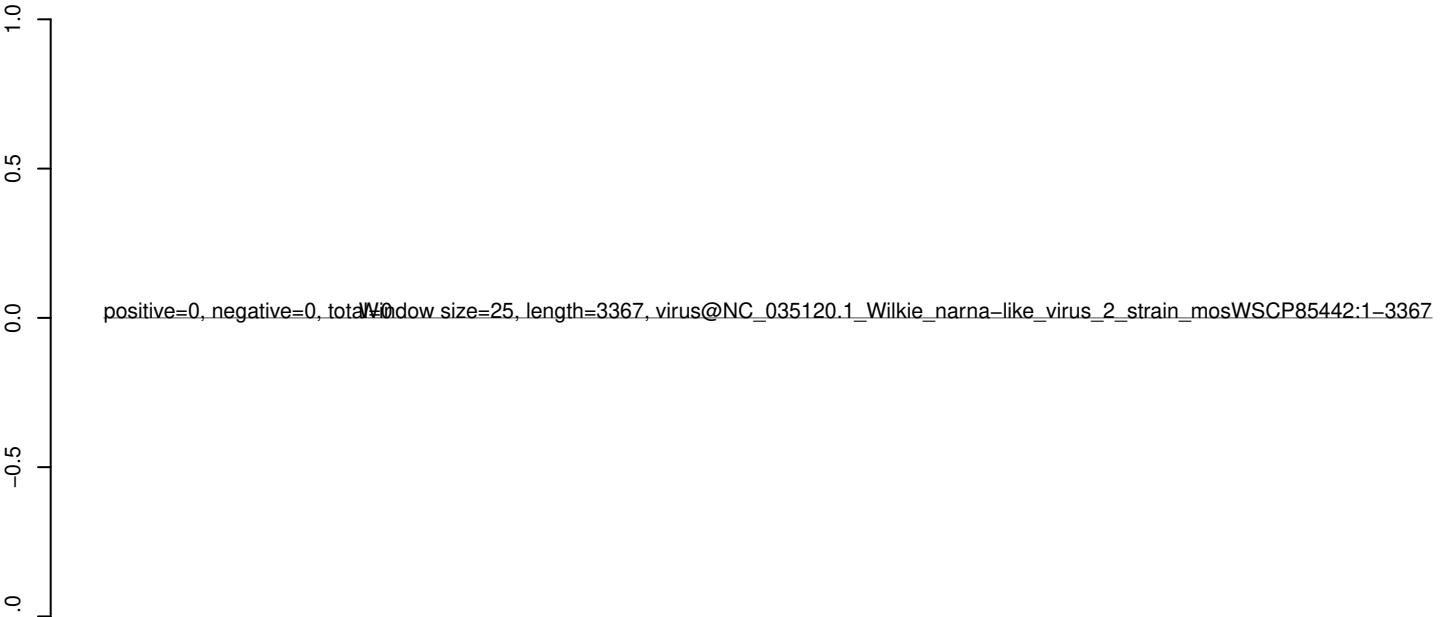 1.0
0.5
positive=0, negative=0, total=0
Window size=25, length=3367, virus@NC_035120.1_Wilkie_narna−like_virus_2_strain_mosWSCP85442:1−3367
0.0
−0.5
.0